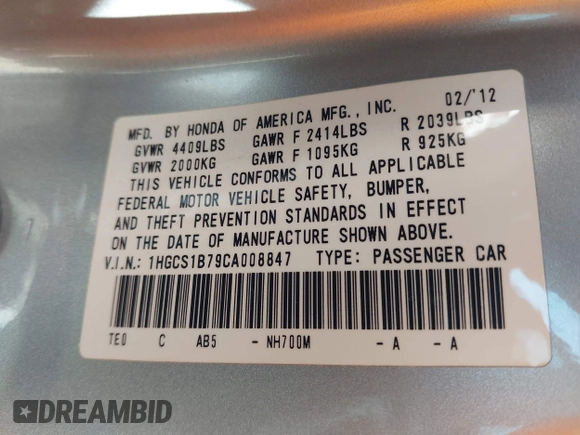 MFD. BY HONDA OF AMERICA MFG., INC. 02/'12
GVWR 4409LBS GAWR F 2414LBS R 2039LBS
GVWR 2000KG GAWR F 1095KG R 925KG
THIS VEHICLE CONFORMS TO ALL APPLICABLE
FEDERAL MOTOR VEHICLE SAFETY, BUMPER,
AND THEFT PREVENTION STANDARDS IN EFFECT
ON THE DATE OF MANUFACTURE SHOWN ABOVE.
V.I.N.: 1HGCS1B79CA008847 TYPE: PASSENGER CAR
TE0 C AB5 - NH700M - A - A
DREAMBID